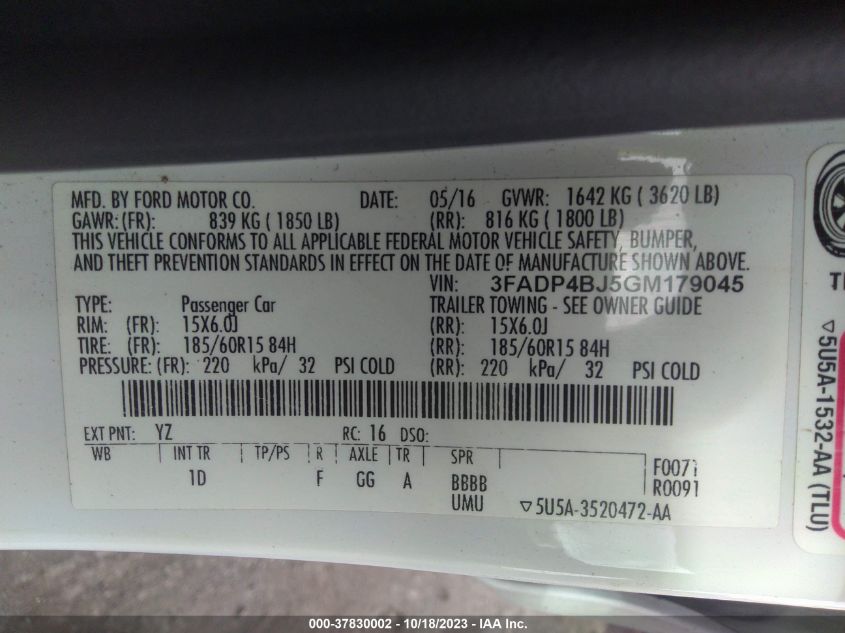 MFD. BY FORD MOTOR CO. DATE: 05/16 GVWR: 1642 KG ( 3620 LB)
GAWR: (FR): 839 KG ( 1850 LB) (RR): 816 KG ( 1800 LB)
THIS VEHICLE CONFORMS TO ALL APPLICABLE FEDERAL MOTOR VEHICLE SAFETY, BUMPER,
AND THEFT PREVENTION STANDARDS IN EFFECT ON THE DATE OF MANUFACTURE SHOWN ABOVE.
VIN: 3FADP4BJ5GM179045
TYPE: Passenger Car TRAILER TOWING - SEE OWNER GUIDE
RIM: (FR): 15X6.0J (RR): 15X6.0J
TIRE: (FR): 185/60R15 84H (RR): 185/60R15 84H
PRESSURE: (FR): 220 kPa/ 32 PSI COLD (RR): 220 kPa/ 32 PSI COLD
EXT PNT: YZ RC: 16 DSO:
WB INT TR TP/PS R AXLE TR SPR F0071
1D F GG A BBBB R0091
UMU ▽5U5A-3520472-AA
▽5U5A-1532-AA (TLU)
000-37830002 - 10/18/2023 - IAA Inc.